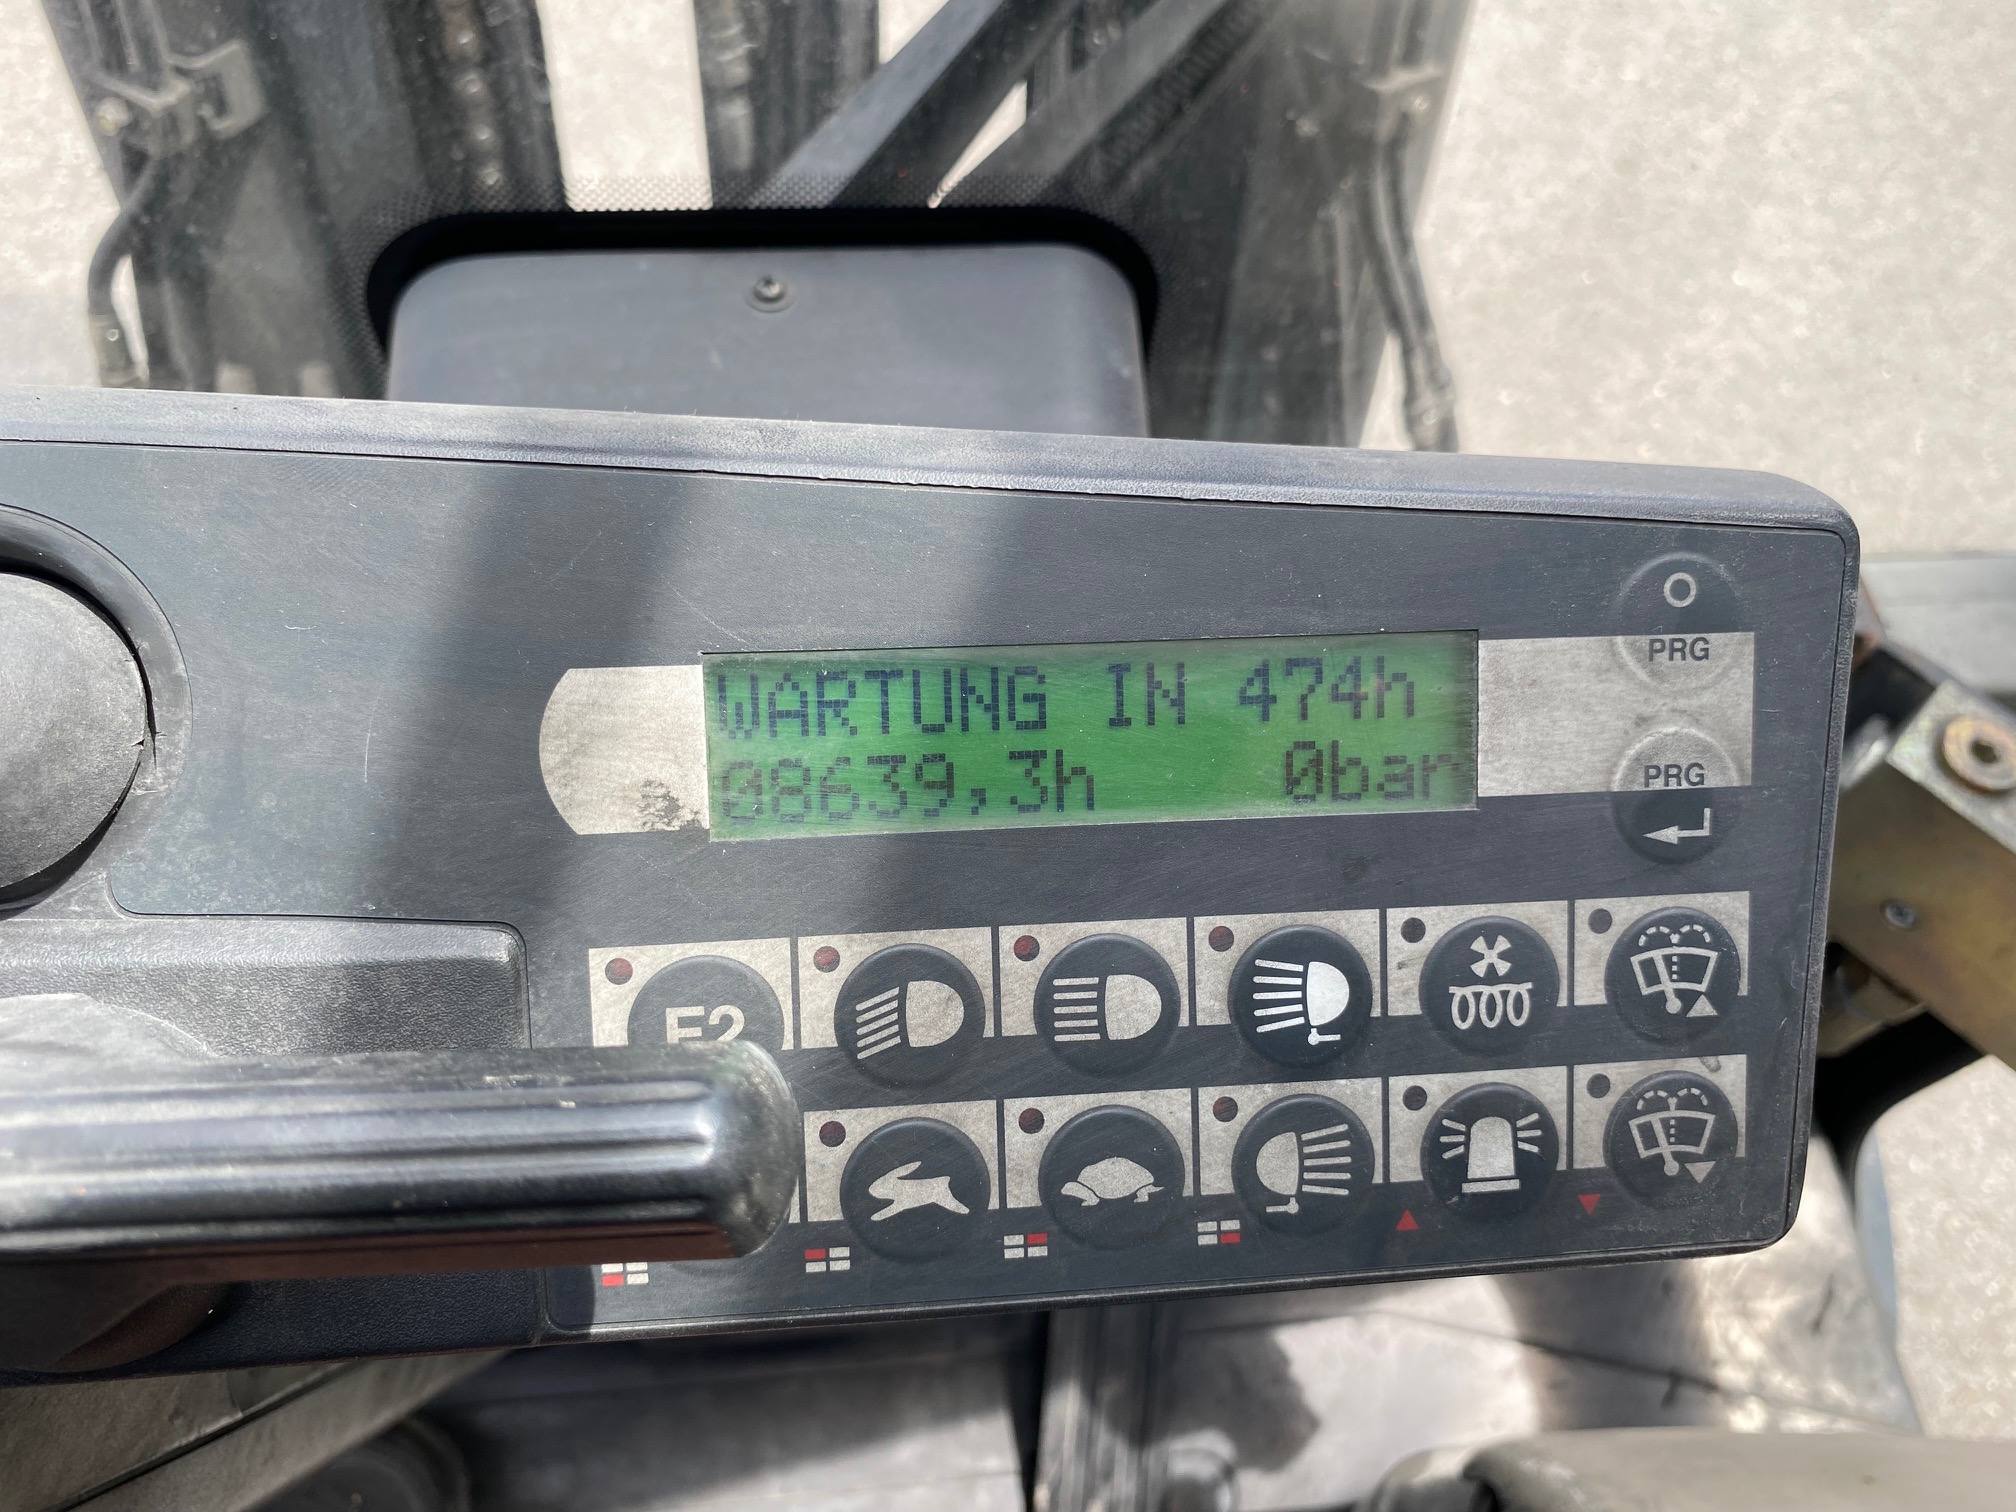 WARTUNG IN 474h
08639,3h 0bar
PRG
PRG
F2